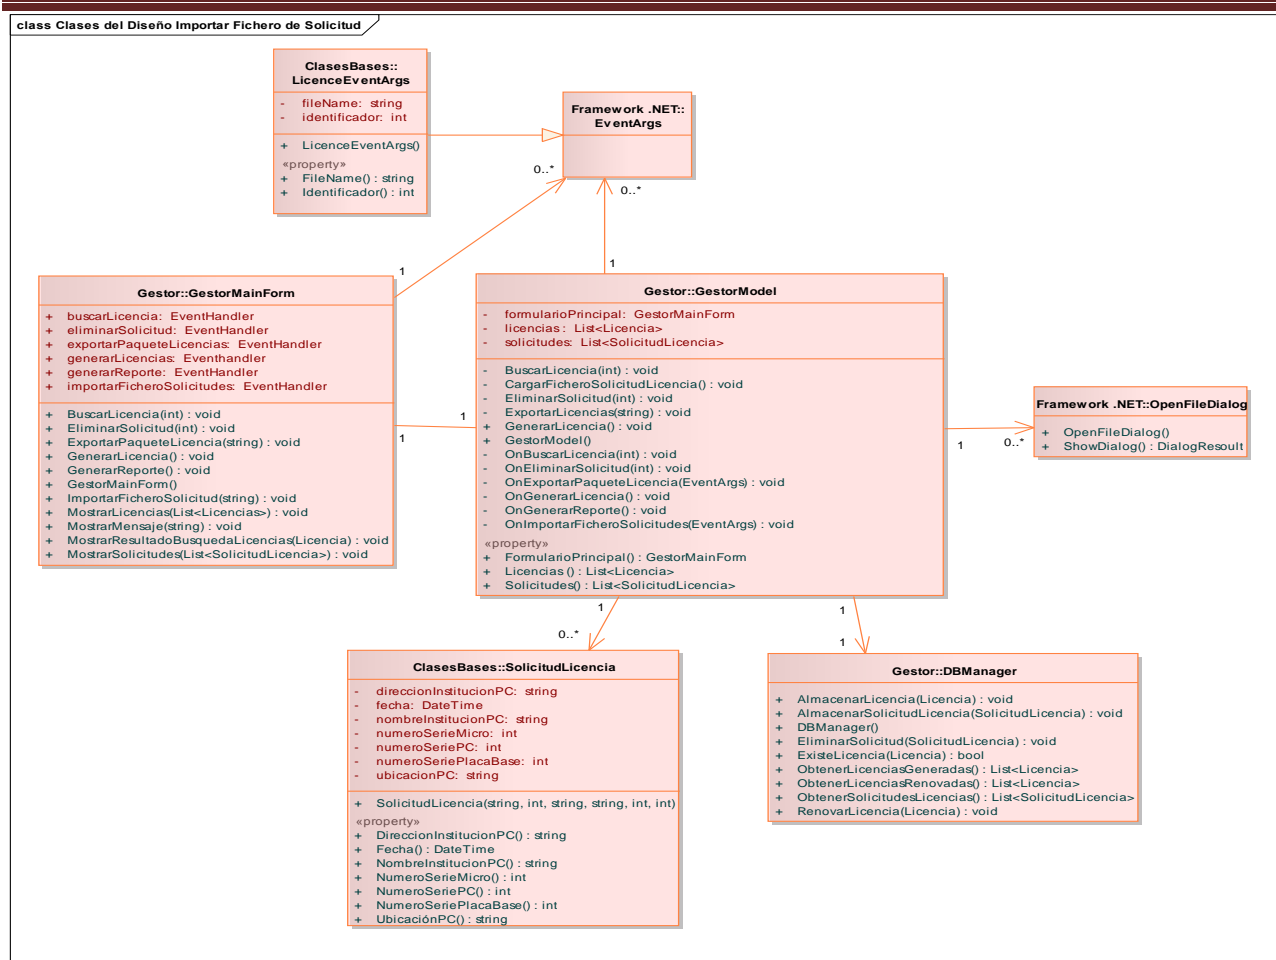 class Clases del Diseño Importar Fichero de Solicitud
ClasesBases::
LicenceEventArgs
- fileName: string
- identificador: int
+ LicenceEventArgs()
«property»
+ FileName() : string
+ Identificador() : int
Framework .NET::
EventArgs
0..*
0..*
1
1
Gestor::GestorMainForm
+ buscarLicencia: EventHandler
+ eliminarSolicitud: EventHandler
+ exportarPaqueteLicencias: EventHandler
+ generarLicencias: Eventhandler
+ generarReporte: EventHandler
+ importarFicheroSolicitudes: EventHandler
+ BuscarLicencia(int) : void
+ EliminarSolicitud(int) : void
+ ExportarPaqueteLicencia(string) : void
+ GenerarLicencia() : void
+ GenerarReporte() : void
+ GestorMainForm()
+ ImportarFicheroSolicitud(string) : void
+ MostrarLicencias(List<Licencias>) : void
+ MostrarMensaje(string) : void
+ MostrarResultadoBusquedaLicencias(Licencia) : void
+ MostrarSolicitudes(List<SolicitudLicencia>) : void
1
1
Gestor::GestorModel
- formularioPrincipal: GestorMainForm
- licencias : List<Licencia>
- solicitudes: List<SolicitudLicencia>
- BuscarLicencia(int) : void
- CargarFicheroSolicitudLicencia() : void
- EliminarSolicitud(int) : void
- ExportarLicencias(string) : void
+ GenerarLicencia() : void
+ GestorModel()
- OnBuscarLicencia(int) : void
- OnEliminarSolicitud(int) : void
- OnExportarPaqueteLicencia(EventArgs) : void
- OnGenerarLicencia() : void
- OnGenerarReporte() : void
- OnImportarFicheroSolicitudes(EventArgs) : void
«property»
+ FormularioPrincipal() : GestorMainForm
+ Licencias () : List<Licencia>
+ Solicitudes() : List<SolicitudLicencia>
1
0..*
Framework .NET::OpenFileDialog
+ OpenFileDialog()
+ ShowDialog() : DialogResoult
1
0..*
1
1
ClasesBases::SolicitudLicencia
- direccionInstitucionPC: string
- fecha: DateTime
- nombreInstitucionPC: string
- numeroSerieMicro: int
- numeroSeriePC: int
- numeroSeriePlacaBase: int
- ubicacionPC: string
+ SolicitudLicencia(string, int, string, string, int, int)
«property»
+ DireccionInstitucionPC() : string
+ Fecha() : DateTime
+ NombreInstitucionPC() : string
+ NumeroSerieMicro() : int
+ NumeroSeriePC() : int
+ NumeroSeriePlacaBase() : int
+ UbicaciónPC() : string
Gestor::DBManager
+ AlmacenarLicencia(Licencia) : void
+ AlmacenarSolicitudLicencia(SolicitudLicencia) : void
+ DBManager()
+ EliminarSolicitud(SolicitudLicencia) : void
+ ExisteLicencia(Licencia) : bool
+ ObtenerLicenciasGeneradas() : List<Licencia>
+ ObtenerLicenciasRenovadas() : List<Licencia>
+ ObtenerSolicitudesLicencias() : List<SolicitudLicencia>
+ RenovarLicencia(Licencia) : void